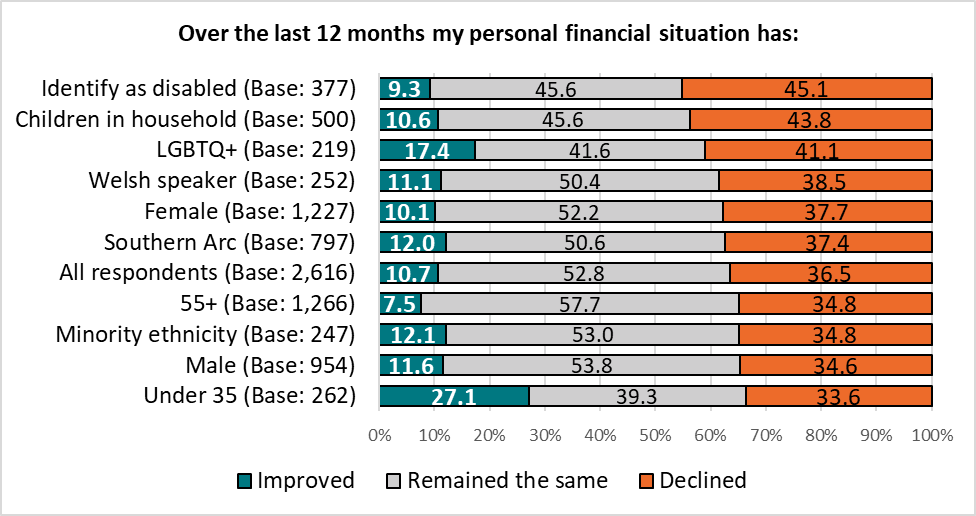 Over the last 12 months my personal financial situation has:
Identify as disabled (Base: 377) 9.3 45.6 45.1
Children in household (Base: 500) 10.6 45.6 43.8
LGBTQ+ (Base: 219) 17.4 41.6 41.1
Welsh speaker (Base: 252) 11.1 50.4 38.5
Female (Base: 1,227) 10.1 52.2 37.7
Southern Arc (Base: 797) 12.0 50.6 37.4
All respondents (Base: 2,616) 10.7 52.8 36.5
55+ (Base: 1,266) 7.5 57.7 34.8
Minority ethnicity (Base: 247) 12.1 53.0 34.8
Male (Base: 954) 11.6 53.8 34.6
Under 35 (Base: 262) 27.1 39.3 33.6
0% 10% 20% 30% 40% 50% 60% 70% 80% 90% 100%
Improved Remained the same Declined